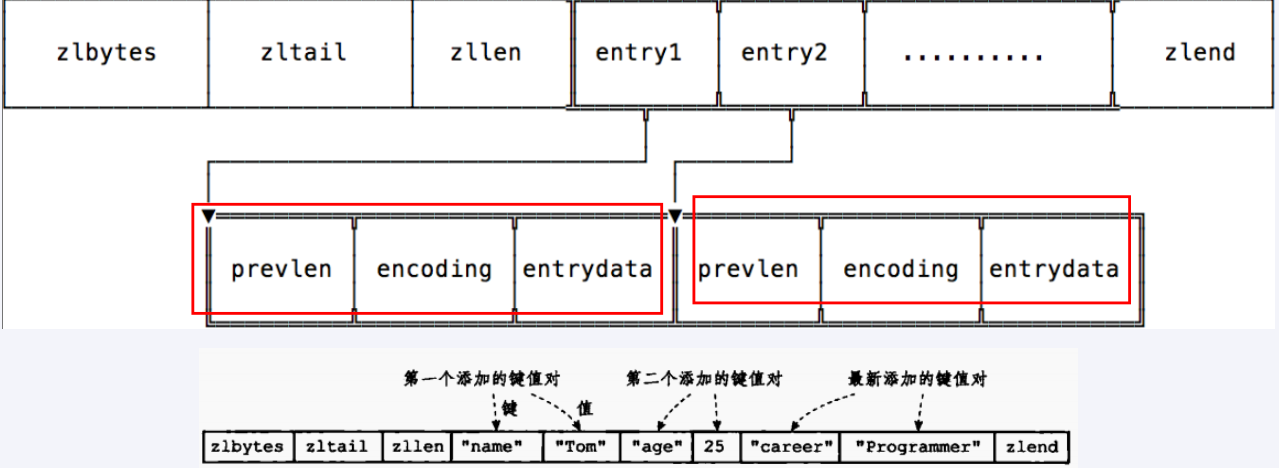 zlbytes zltail zllen entry1 entry2 .......... zlend
prevlen encoding entrydata prevlen encoding entrydata
第一个添加的键值对 第二个添加的键值对 最新添加的键值对
键 值
zlbytes zltail zllen "name" "Tom" "age" 25 "career" "Programmer" zlend